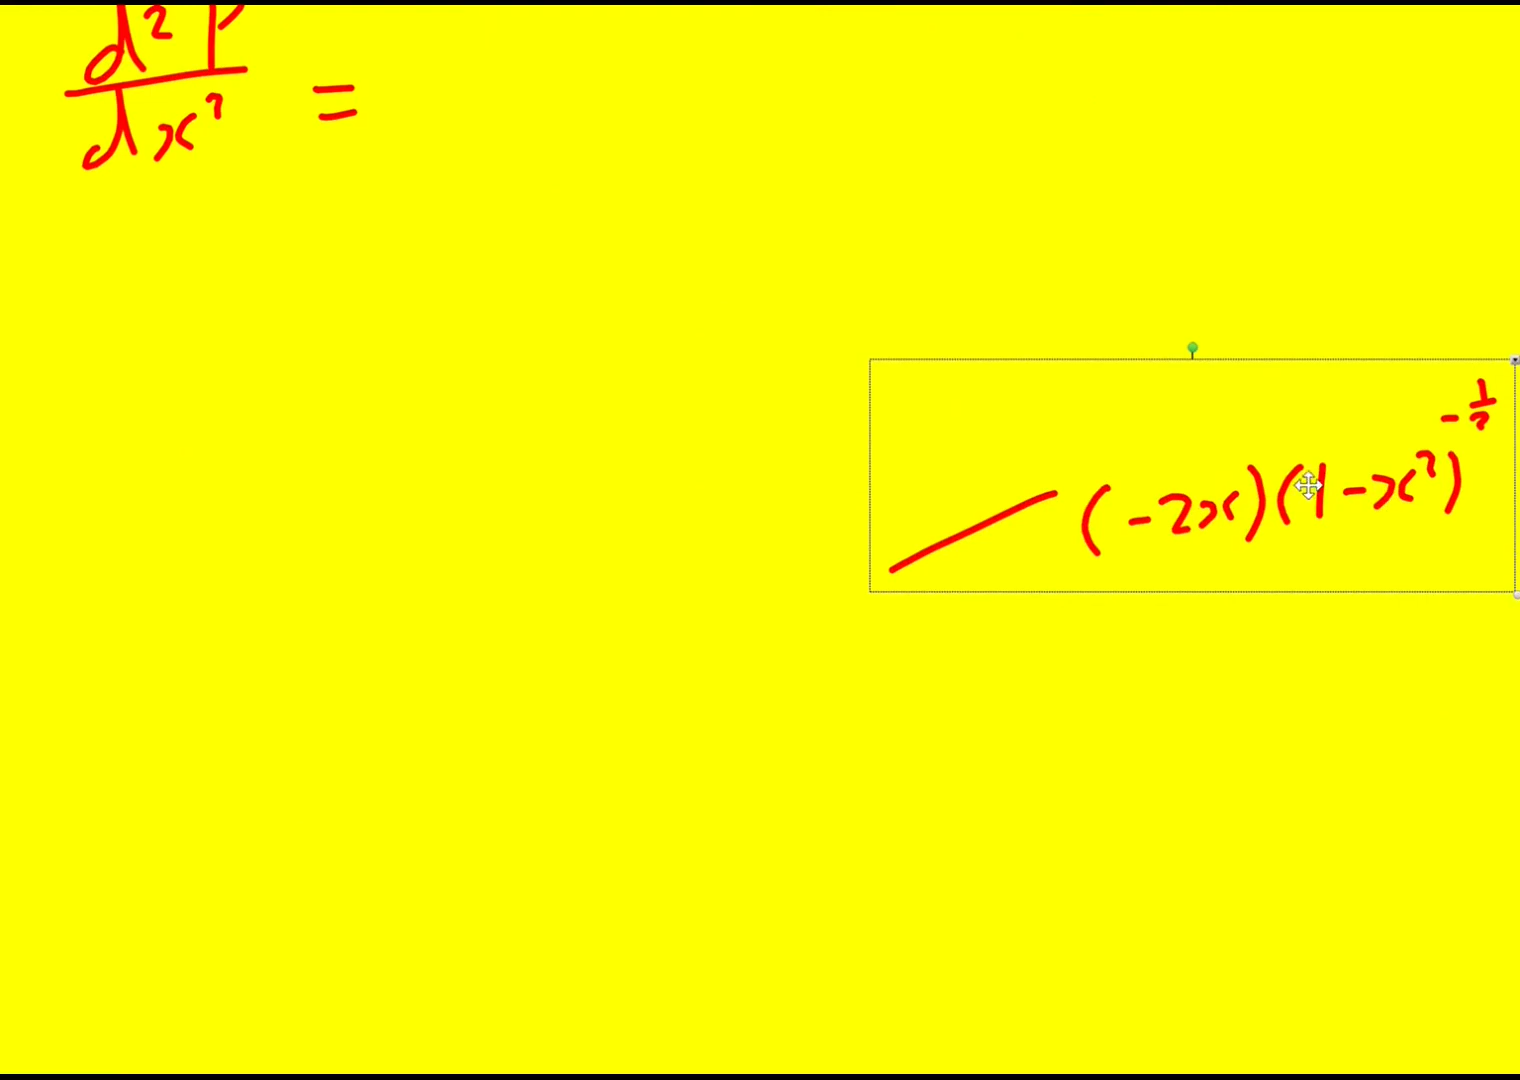 d²P/dx² =
(-2x)(1-x²)^(-1/2)